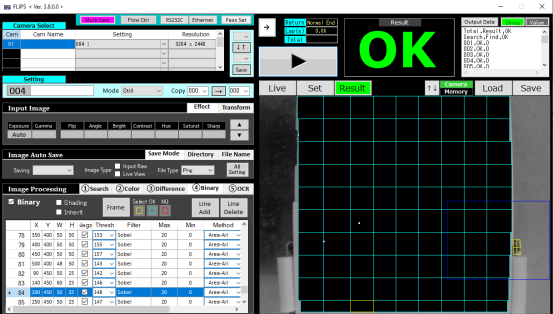 FLIPS < Ver. 3.8.0.0 >
Multi Cam Flow Ctrl RS232C Ethernet Pass Set
Camera Select
Cam Cam Name Setting Resolution
01 004 : 3264 x 2448
↓↑
Save
Setting
004 Mode Still Copy 000 → 000
Input Image Effect Transform
Exposure Gamma Flip Angle Bright Contrast Hue Saturat Sharp
Auto
Image Auto Save Save Mode Directory File Name
Saving Image Type Input Raw File Type Png All Setting
Live View
Image Processing ①Search ②Color ③Difference ④Binary ⑤OCR
Binary Shading Frame Select OK NG Line Add Line Delete
Inherit
X Y W H Thresh Filter Max Min Method
78 350 400 50 50 153 Sobel 20 0 Area-All
79 400 400 50 50 155 Sobel 20 0 Area-All
80 450 400 50 50 157 Sobel 20 0 Area-All
81 500 400 48 50 143 Sobel 20 0 Area-All
82 90 450 50 25 142 Sobel 20 0 Area-All
83 140 450 60 25 146 Sobel 20 0 Area-All
84 200 450 50 25 148 Sobel 20 0 Area-All
85 250 450 50 25 147 Sobel 20 0 Area-All
→ Return Normal End
Lap(s)
Total
Result
OK
Output Data Value
Total,Result,OK
Search,Find,OK
001,OK,0
002,OK,0
003,OK,0
004,OK,0
005,OK,0
Live Set Result ↑↓ Camera Memory Load Save